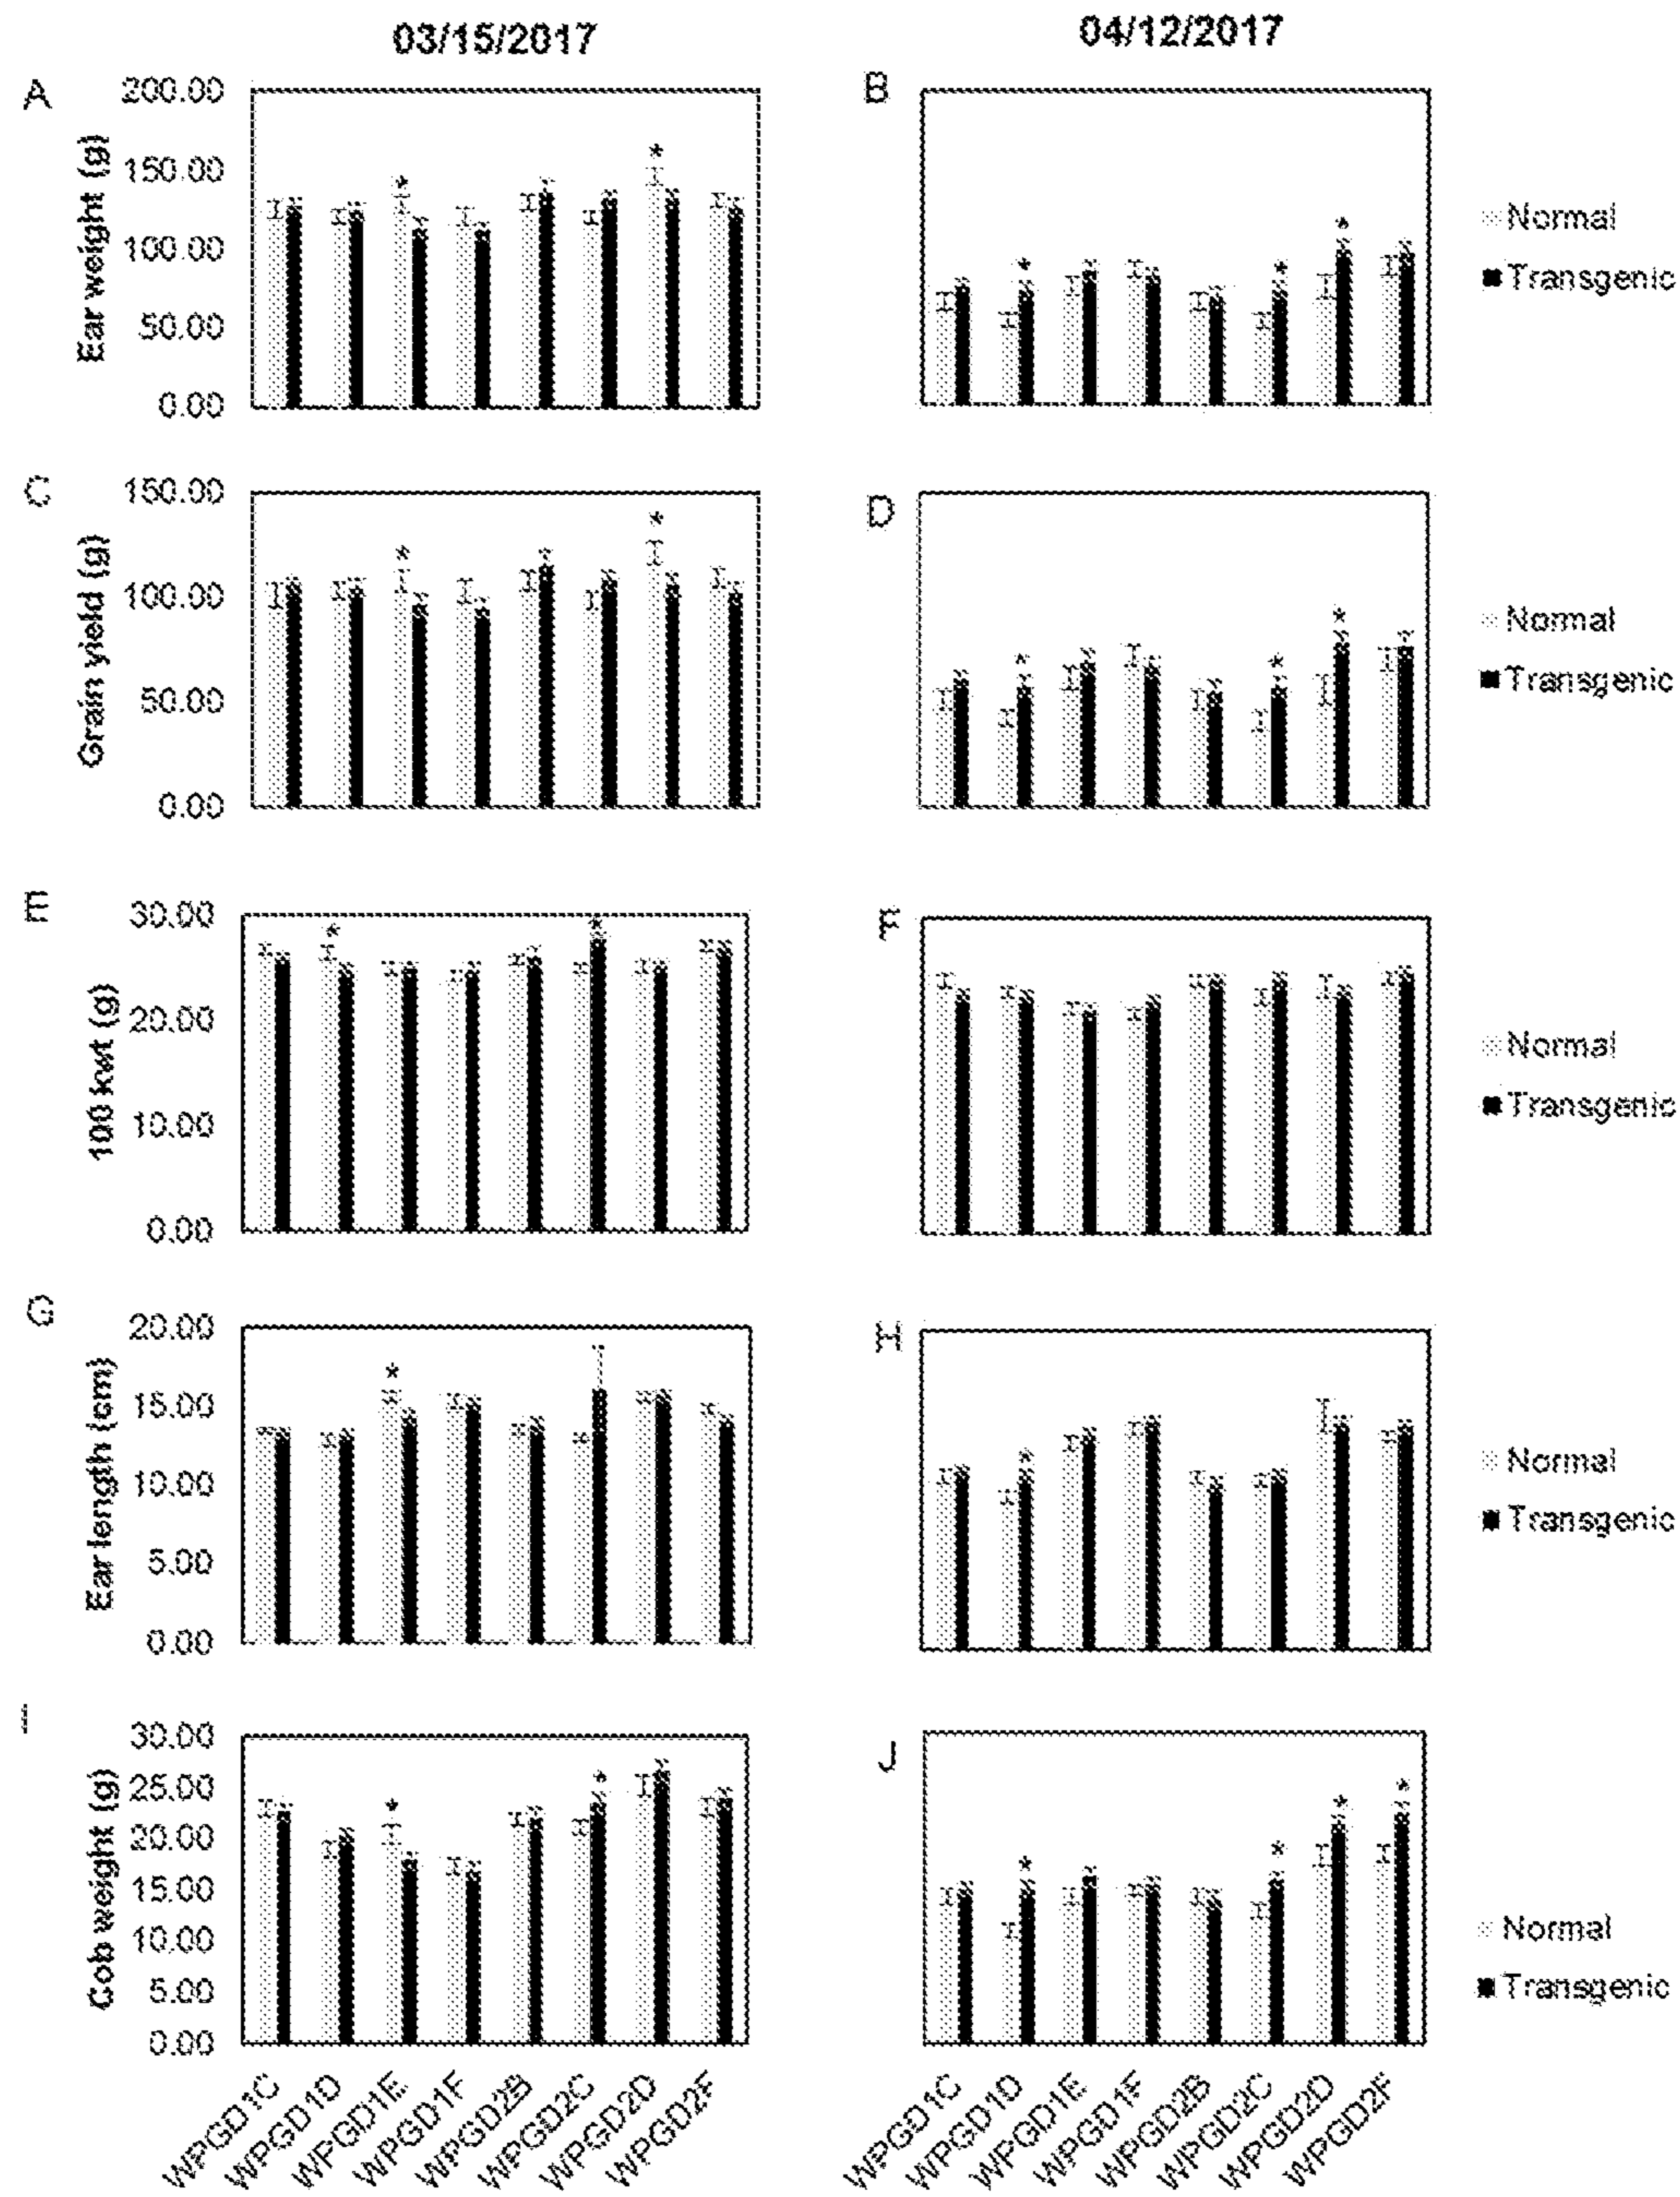 03/15/2017
04/12/2017
A
Ear weight (g)
200.00
150.00
100.00
50.00
0.00
*
*
B
*
*
*
Normal
Transgenic
C
Grain yield (g)
150.00
100.00
50.00
0.00
*
*
D
*
*
*
Normal
Transgenic
E
100 kwt (g)
30.00
20.00
10.00
0.00
*
*
F
Normal
Transgenic
G
Ear length (cm)
20.00
15.00
10.00
5.00
0.00
*
H
*
Normal
Transgenic
I
Cob weight (g)
30.00
25.00
20.00
15.00
10.00
5.00
0.00
*
*
J
*
*
*
*
Normal
Transgenic
WPGD1C
WPGD1D
WPGD1E
WPGD1F
WPGD2B
WPGD2C
WPGD2D
WPGD2F
WPGD1C
WPGD1D
WPGD1E
WPGD1F
WPGD2B
WPGD2C
WPGD2D
WPGD2F